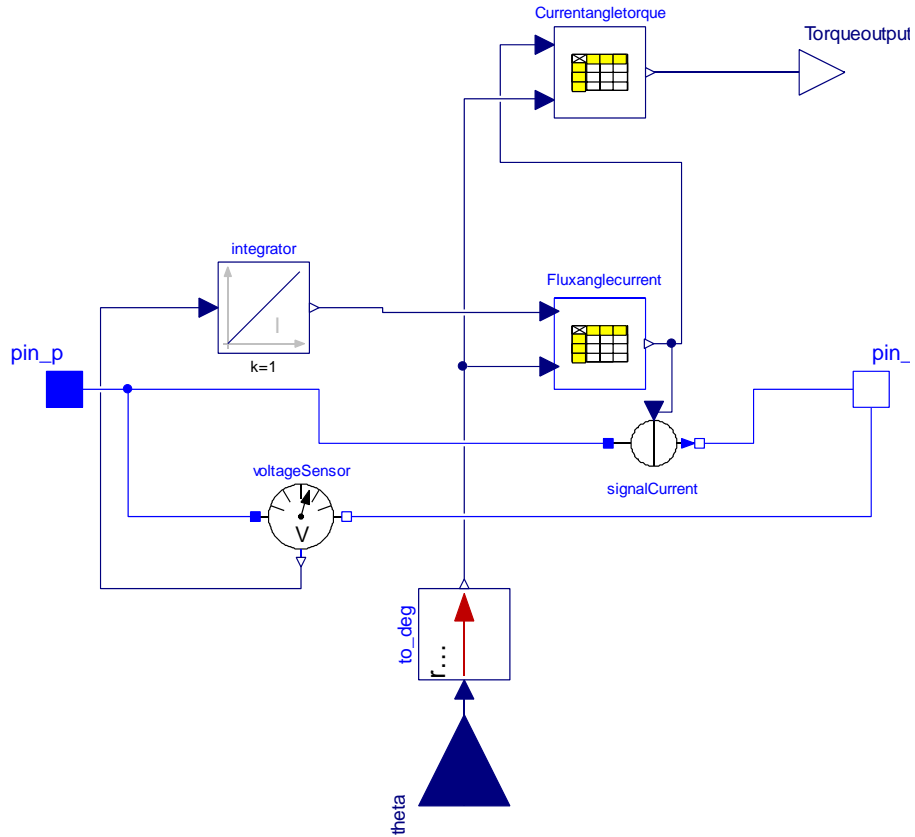 Currentangletorque
Torqueoutput
integrator
I
k=1
Fluxanglecurrent
pin_p
pin_
voltageSensor
V
signalCurrent
to_deg
r...
theta